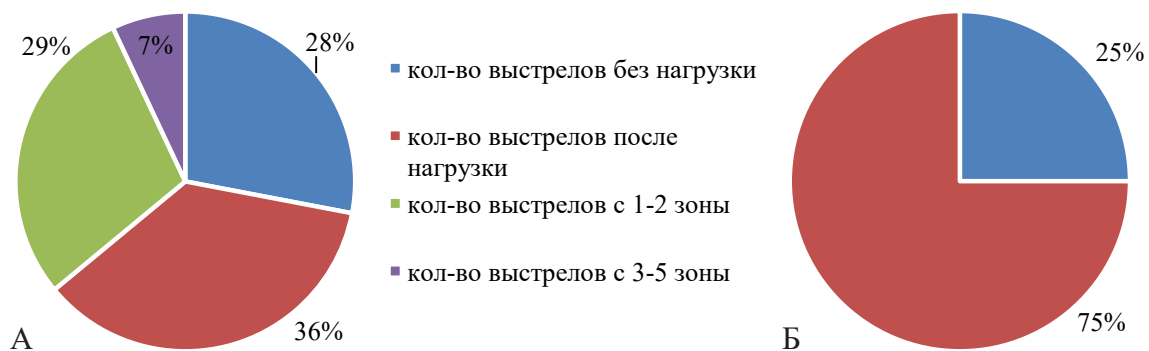 29%
7%
28%
36%
А
кол-во выстрелов без нагрузки
кол-во выстрелов после
нагрузки
кол-во выстрелов с 1-2 зоны
кол-во выстрелов с 3-5 зоны
25%
75%
Б